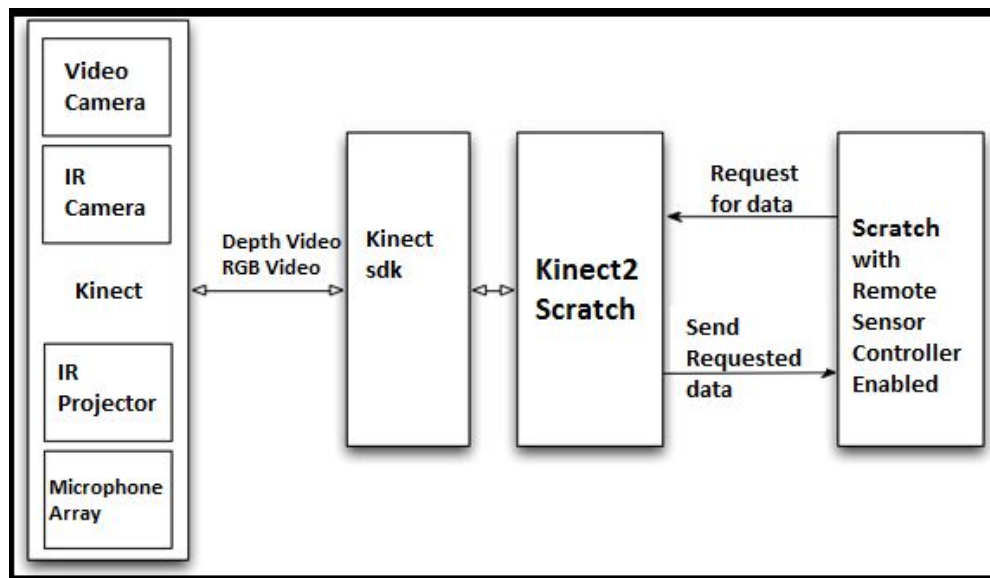 Video
Camera
IR
Camera
Kinect
IR
Projector
Microphone
Array
Depth Video
RGB Video
Kinect
sdk
Kinect2
Scratch
Request
for data
Send
Requested
data
Scratch
with
Remote
Sensor
Controller
Enabled